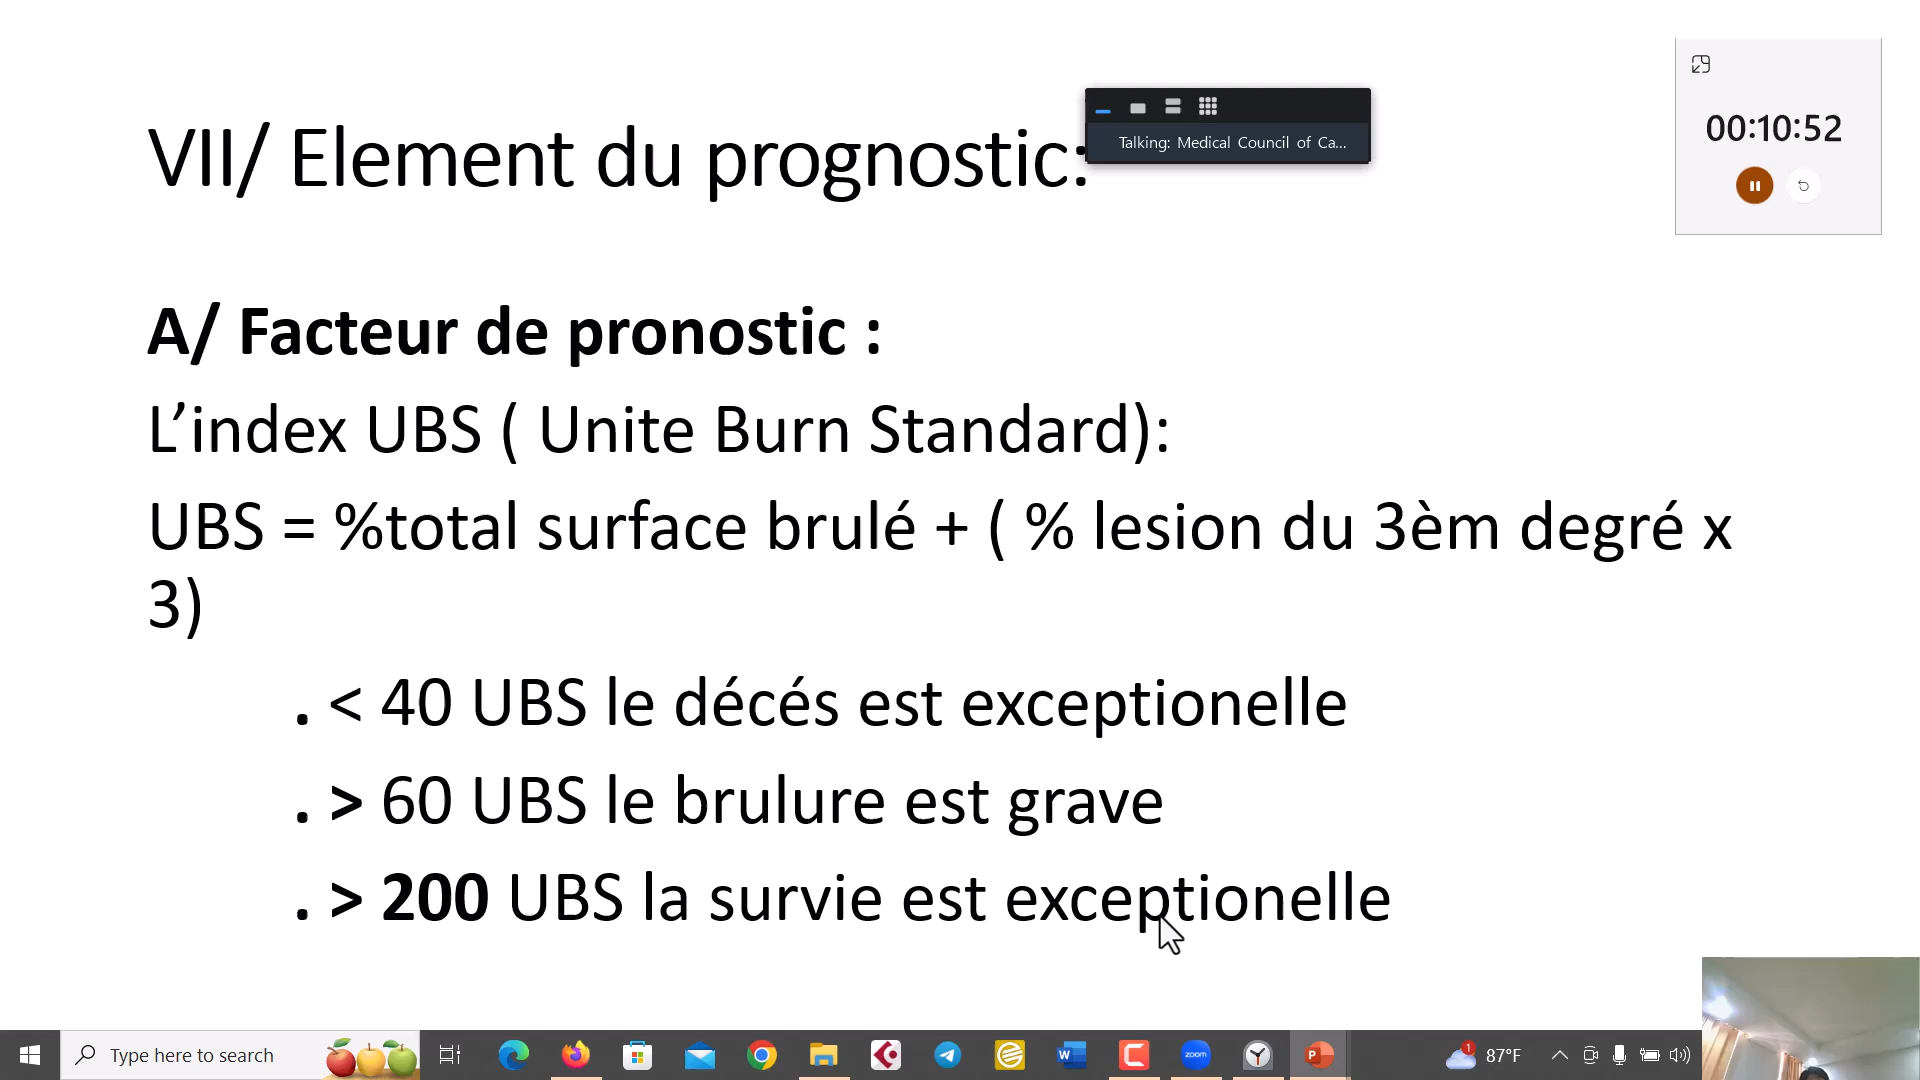 VII/ Element du prognostic:
Talking: Medical Council of Ca...
00:10:52
A/ Facteur de pronostic :
L’index UBS ( Unite Burn Standard):
UBS = %total surface brulé + ( % lesion du 3èm degré x
3)
. < 40 UBS le décés est exceptionelle
. > 60 UBS le brulure est grave
. > 200 UBS la survie est exceptionelle
Type here to search
zoom
1
87°F